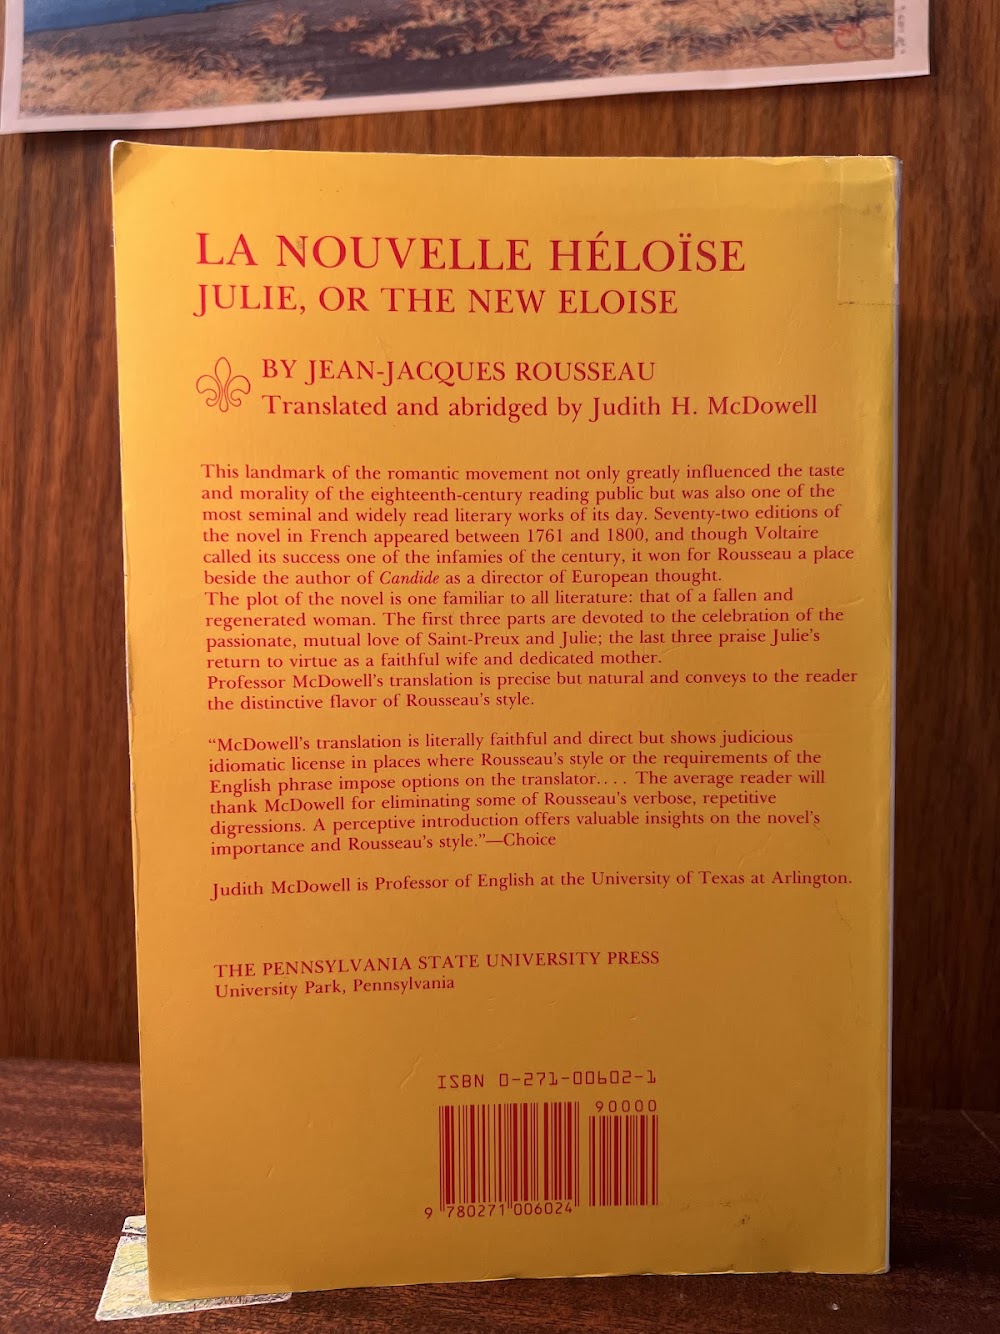 LA NOUVELLE HÉLOÏSE
JULIE, OR THE NEW ELOISE
BY JEAN-JACQUES ROUSSEAU
Translated and abridged by Judith H. McDowell
This landmark of the romantic movement not only greatly influenced the taste
and morality of the eighteenth-century reading public but was also one of the
most seminal and widely read literary works of its day. Seventy-two editions of
the novel in French appeared between 1761 and 1800, and though Voltaire
called its success one of the infamies of the century, it won for Rousseau a place
beside the author of Candide as a director of European thought.
The plot of the novel is one familiar to all literature: that of a fallen and
regenerated woman. The first three parts are devoted to the celebration of the
passionate, mutual love of Saint-Preux and Julie; the last three praise Julie's
return to virtue as a faithful wife and dedicated mother.
Professor McDowell's translation is precise but natural and conveys to the reader
the distinctive flavor of Rousseau's style.
“McDowell's translation is literally faithful and direct but shows judicious
idiomatic license in places where Rousseau's style or the requirements of the
English phrase impose options on the translator.... The average reader will
thank McDowell for eliminating some of Rousseau's verbose, repetitive
digressions. A perceptive introduction offers valuable insights on the novel's
importance and Rousseau's style.”—Choice
Judith McDowell is Professor of English at the University of Texas at Arlington.
THE PENNSYLVANIA STATE UNIVERSITY PRESS
University Park, Pennsylvania
ISBN 0-271-00602-1
90000
9 780271 006024